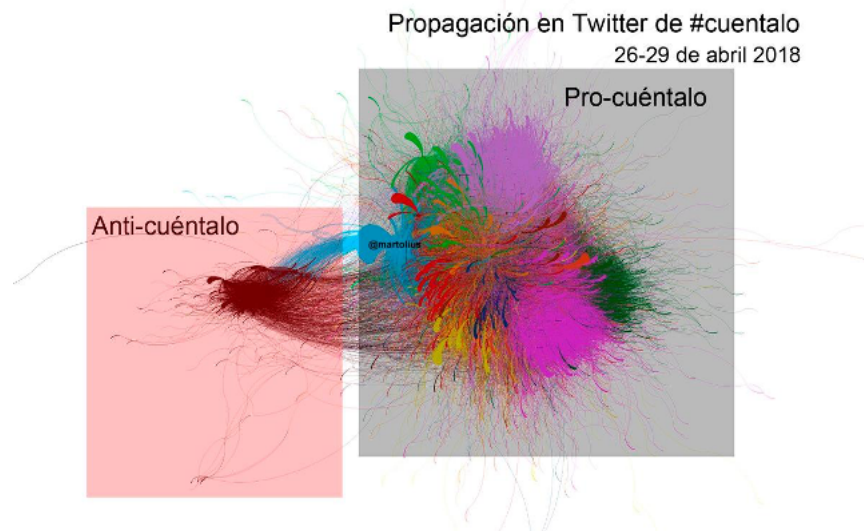 Propagación en Twitter de #cuentalo
26-29 de abril 2018
Pro-cuéntalo
Anti-cuéntalo
@martolius